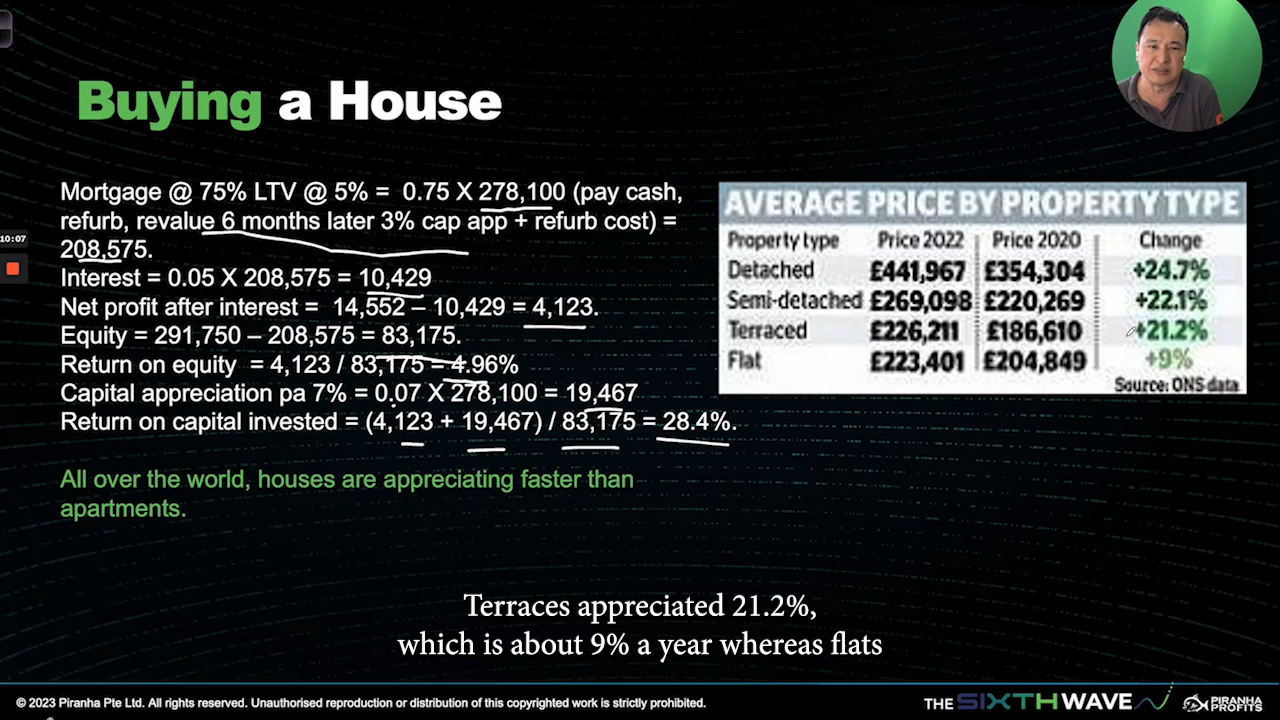 Buying a House
Mortgage @ 75% LTV @ 5% = 0.75 X 278,100 (pay cash,
refurb, revalue 6 months later 3% cap app + refurb cost) =
208,575.
Interest = 0.05 X 208,575 = 10,429
Net profit after interest = 14,552 – 10,429 = 4,123.
Equity = 291,750 – 208,575 = 83,175.
Return on equity = 4,123 / 83,175 = 4.96%
Capital appreciation pa 7% = 0.07 X 278,100 = 19,467
Return on capital invested = (4,123 + 19,467) / 83,175 = 28.4%.
All over the world, houses are appreciating faster than
apartments.
10:07
AVERAGE PRICE BY PROPERTY TYPE
Property type Price 2022 Price 2020 Change
Detached £441,967 £354,304 +24.7%
Semi-detached £269,098 £220,269 +22.1%
Terraced £226,211 £186,610 +21.2%
Flat £223,401 £204,849 +9%
Source: ONS data
Terraces appreciated 21.2%,
which is about 9% a year whereas flats
© 2023 Piranha Pte Ltd. All rights reserved. Unauthorised reproduction or distribution of this copyrighted work is strictly prohibited.
THE SIXTH WAVE
PIRANHA
PROFITS